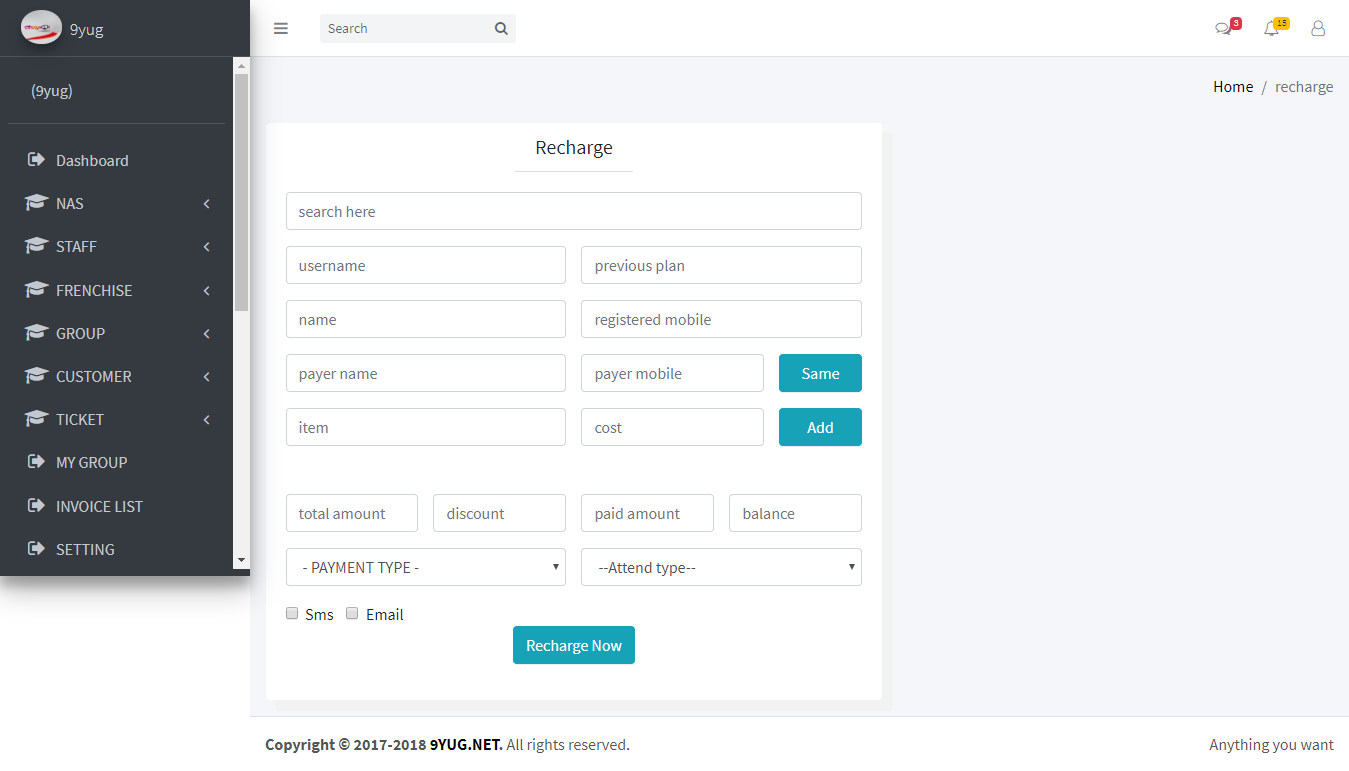 9yug
Search
3
15
(9yug)
Home / recharge
Dashboard
NAS
STAFF
FRENCHISE
GROUP
CUSTOMER
TICKET
MY GROUP
INVOICE LIST
SETTING
Recharge
search here
username previous plan
name registered mobile
payer name payer mobile Same
item cost Add
total amount discount paid amount balance
- PAYMENT TYPE - --Attend type--
Sms Email
Recharge Now
Copyright © 2017-2018 9YUG.NET. All rights reserved. Anything you want